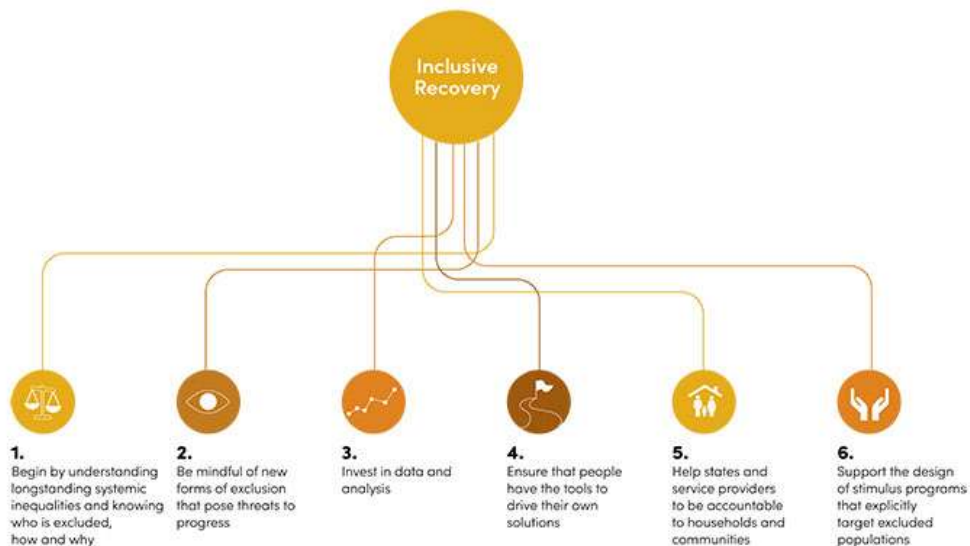 Inclusive
Recovery
1.
Begin by understanding
longstanding systemic
inequalities and knowing
who is excluded,
how and why
2.
Be mindful of new
forms of exclusion
that pose threats to
progress
3.
Invest in data and
analysis
4.
Ensure that people
have the tools to
drive their own
solutions
5.
Help states and
service providers
to be accountable
to households and
communities
6.
Support the design
of stimulus programs
that explicitly
target excluded
populations